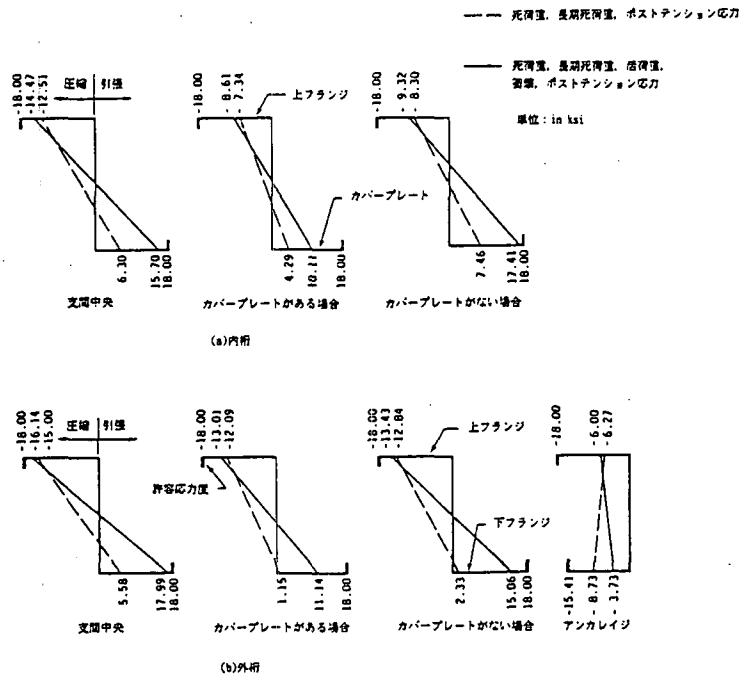 死荷重, 長期死荷重, ポストテンション応力
死荷重, 長期死荷重, 活荷重,
衝撃, ポストテンション応力
単位: in ksi
-18.00
-14.47
-12.51
圧縮
引張
6.30
15.70
18.00
支間中央
-18.00
-8.61
-7.34
上フランジ
カバープレート
4.29
10.11
18.00
カバープレートがある場合
-18.00
-9.32
-8.30
7.46
17.41
18.00
カバープレートがない場合
(a)内桁
-18.00
-16.14
-15.00
圧縮
引張
5.58
17.99
18.00
支間中央
-18.00
-13.01
-12.09
許容応力度
1.15
11.14
18.00
カバープレートがある場合
-18.00
-13.43
-12.84
上フランジ
下フランジ
2.33
15.06
18.00
カバープレートがない場合
-18.00
-6.00
-6.27
-15.41
-8.73
-3.73
アンカレイジ
(b)外桁